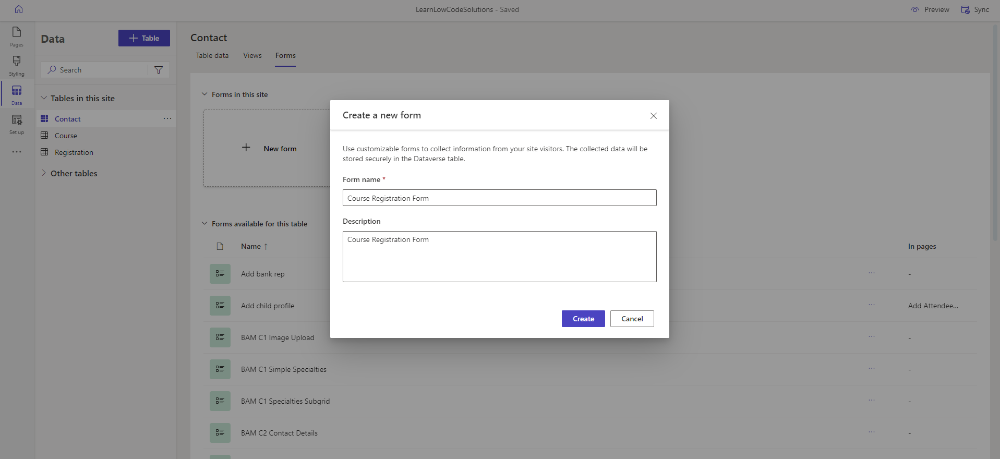 LearnLowCodeSolutions - Saved
Preview
Sync
Pages
Styling
Data
Set up
Data
Table
Search
Tables in this site
Contact
Course
Registration
Other tables
Contact
Table data
Views
Forms
Forms in this site
New form
Forms available for this table
Name ↑
In pages
Add bank rep
-
Add child profile
Add Attendee...
BAM C1 Image Upload
-
BAM C1 Simple Specialties
-
BAM C1 Specialties Subgrid
-
BAM C2 Contact Details
-
Create a new form
Use customizable forms to collect information from your site visitors. The collected data will be
stored securely in the Dataverse table.
Form name *
Course Registration Form
Description
Course Registration Form
Create
Cancel